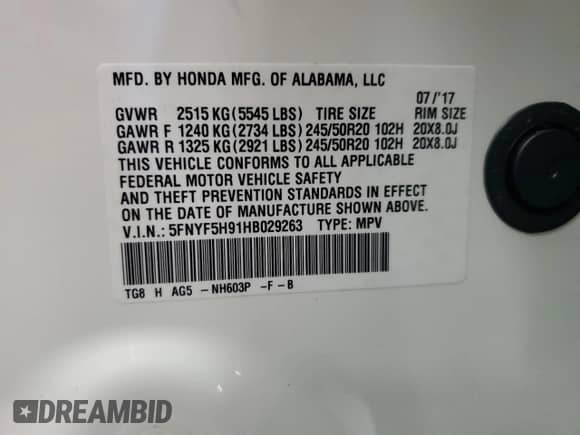 MFD. BY HONDA MFG. OF ALABAMA, LLC
07/'17
GVWR 2515 KG (5545 LBS) TIRE SIZE RIM SIZE
GAWR F 1240 KG (2734 LBS) 245/50R20 102H 20X8.0J
GAWR R 1325 KG (2921 LBS) 245/50R20 102H 20X8.0J
THIS VEHICLE CONFORMS TO ALL APPLICABLE
FEDERAL MOTOR VEHICLE SAFETY
AND THEFT PREVENTION STANDARDS IN EFFECT
ON THE DATE OF MANUFACTURE SHOWN ABOVE.
V.I.N.: 5FNYF5H91HB029263 TYPE: MPV
TG8 H AG5 -NH603P -F-B
DREAMBID